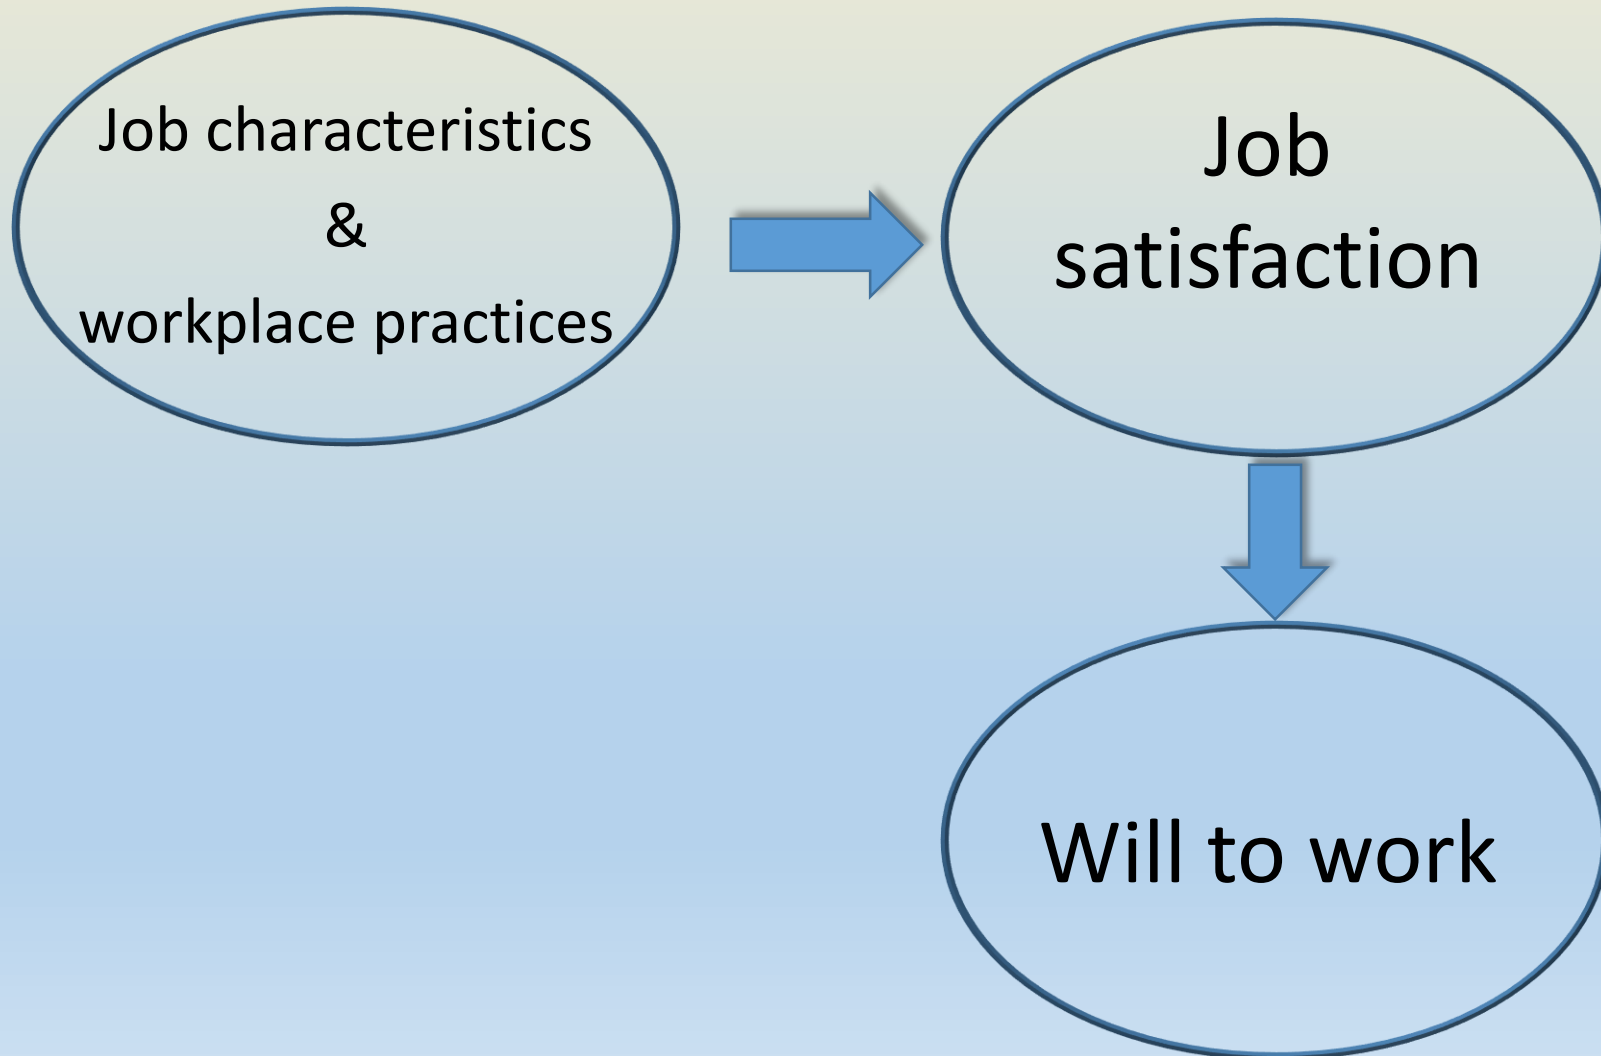 Job characteristics
&
workplace practices
Job
satisfaction
Will to work